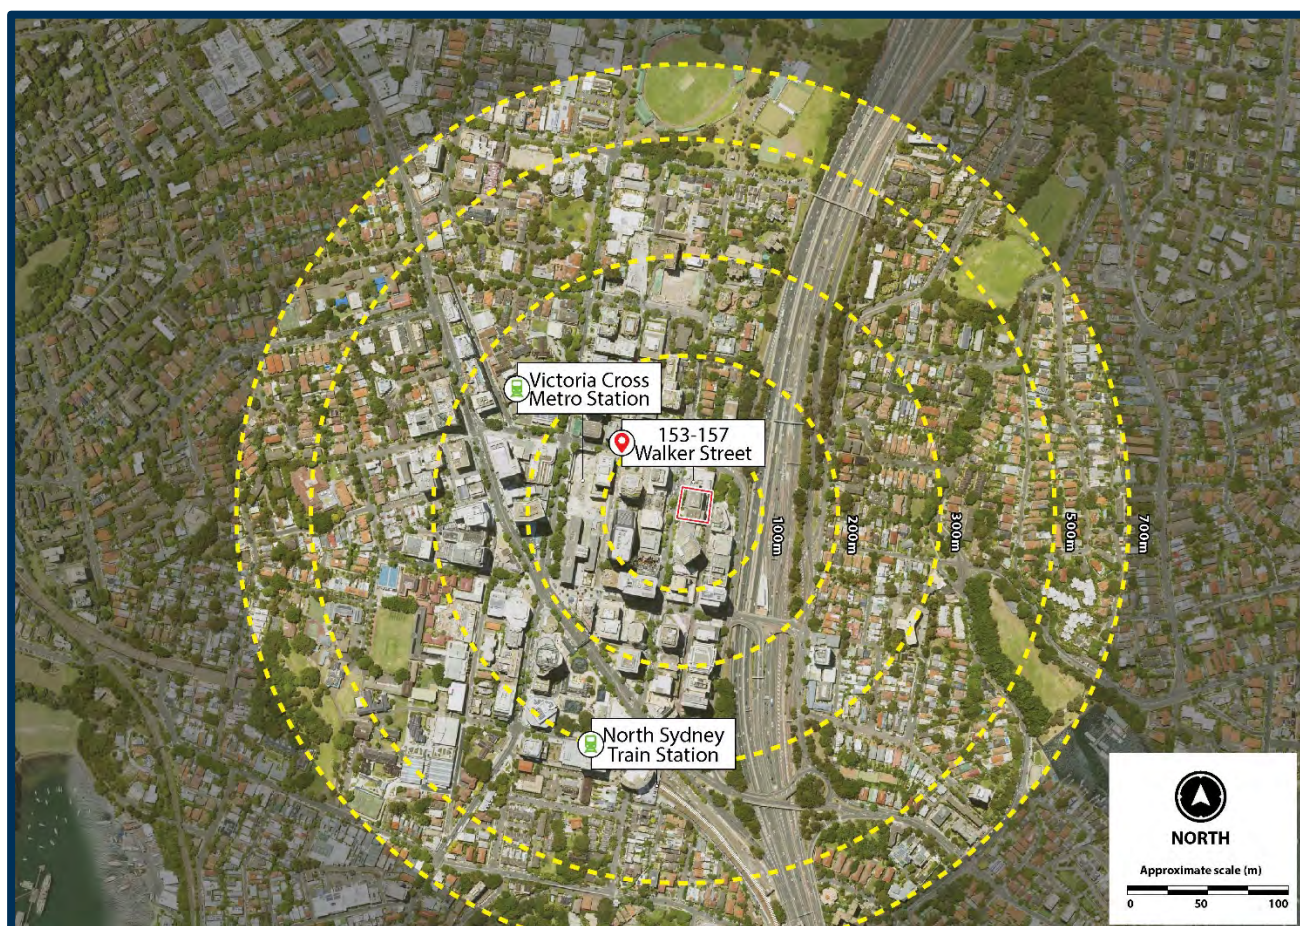 Victoria Cross
Metro Station
153-157
Walker Street
100m
200m
300m
500m
700m
North Sydney
Train Station
NORTH
Approximate scale (m)
0 50 100